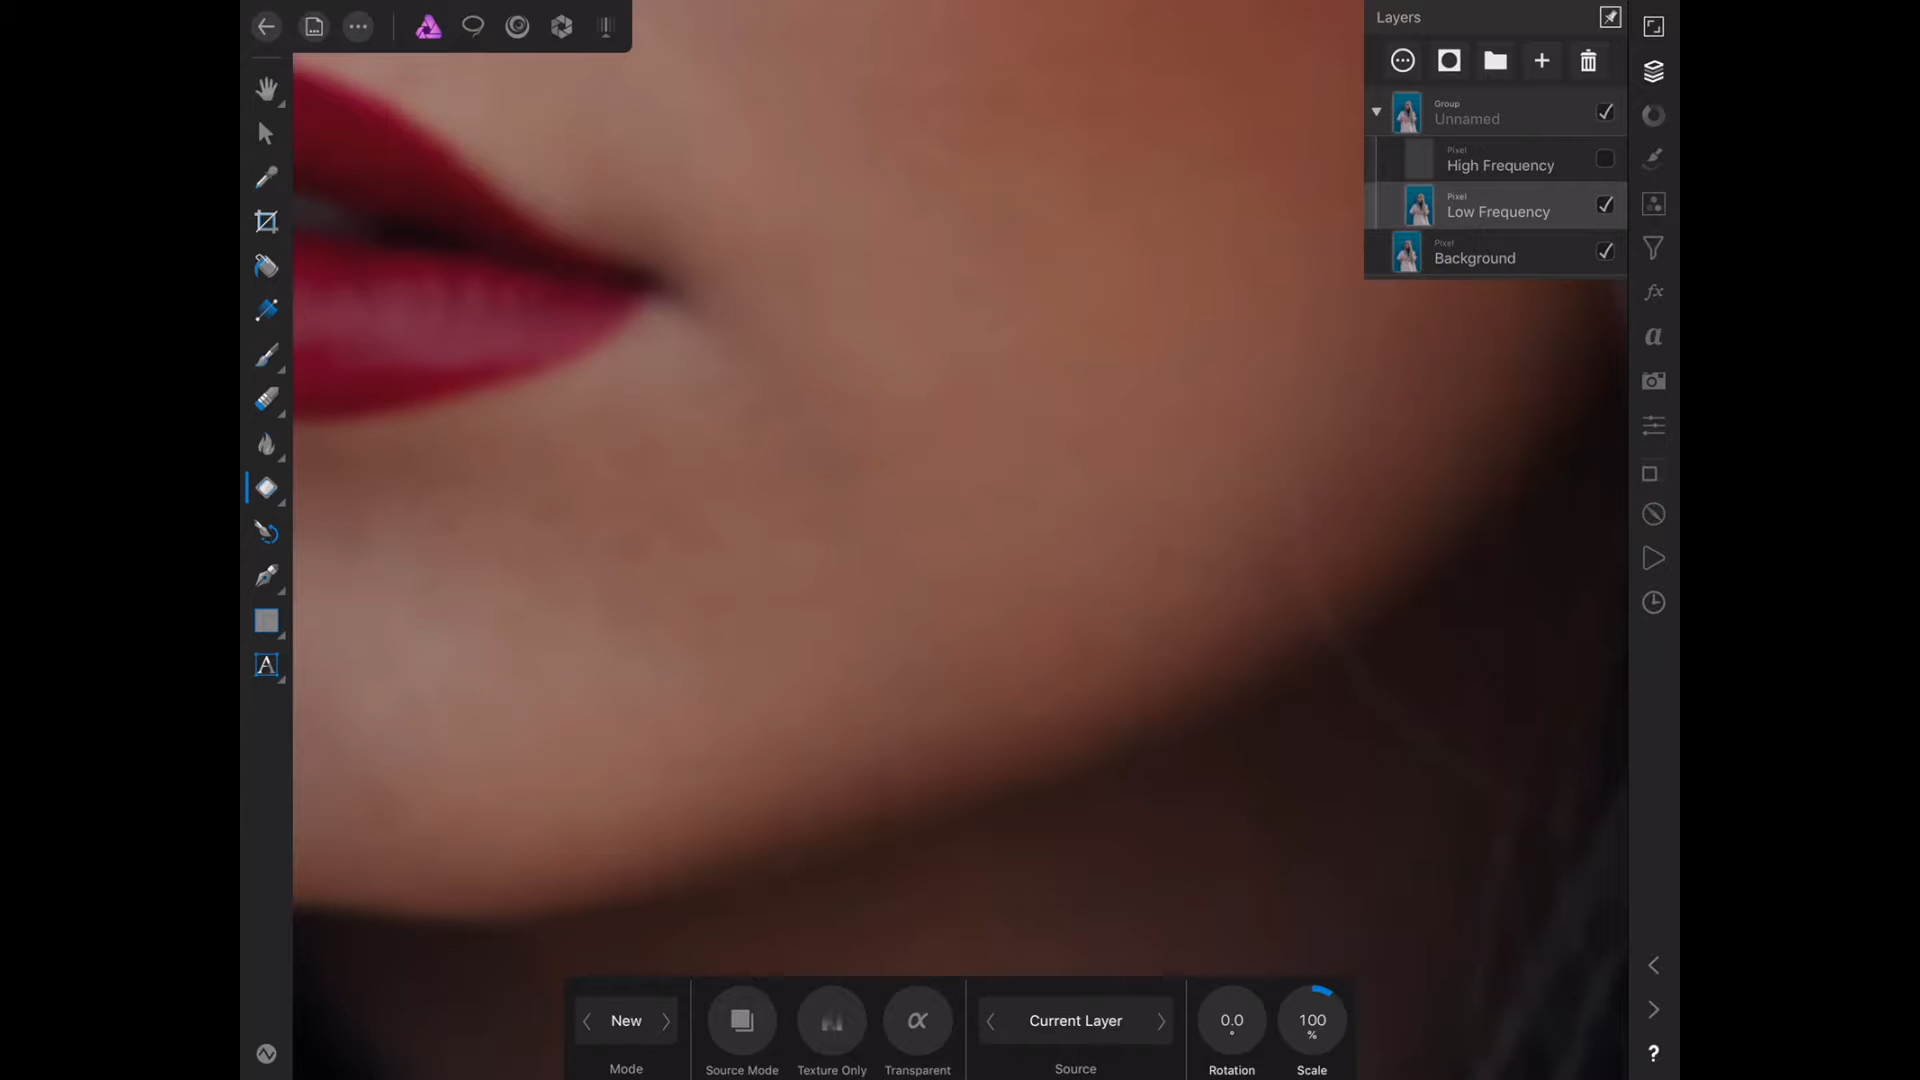 Layers
Group
Unnamed
Pixel
High Frequency
Pixel
Low Frequency
Pixel
Background
fx
a
A
New
Mode
Source Mode
Texture Only
α
Transparent
Current Layer
Source
0.0
°
Rotation
100
%
Scale
?